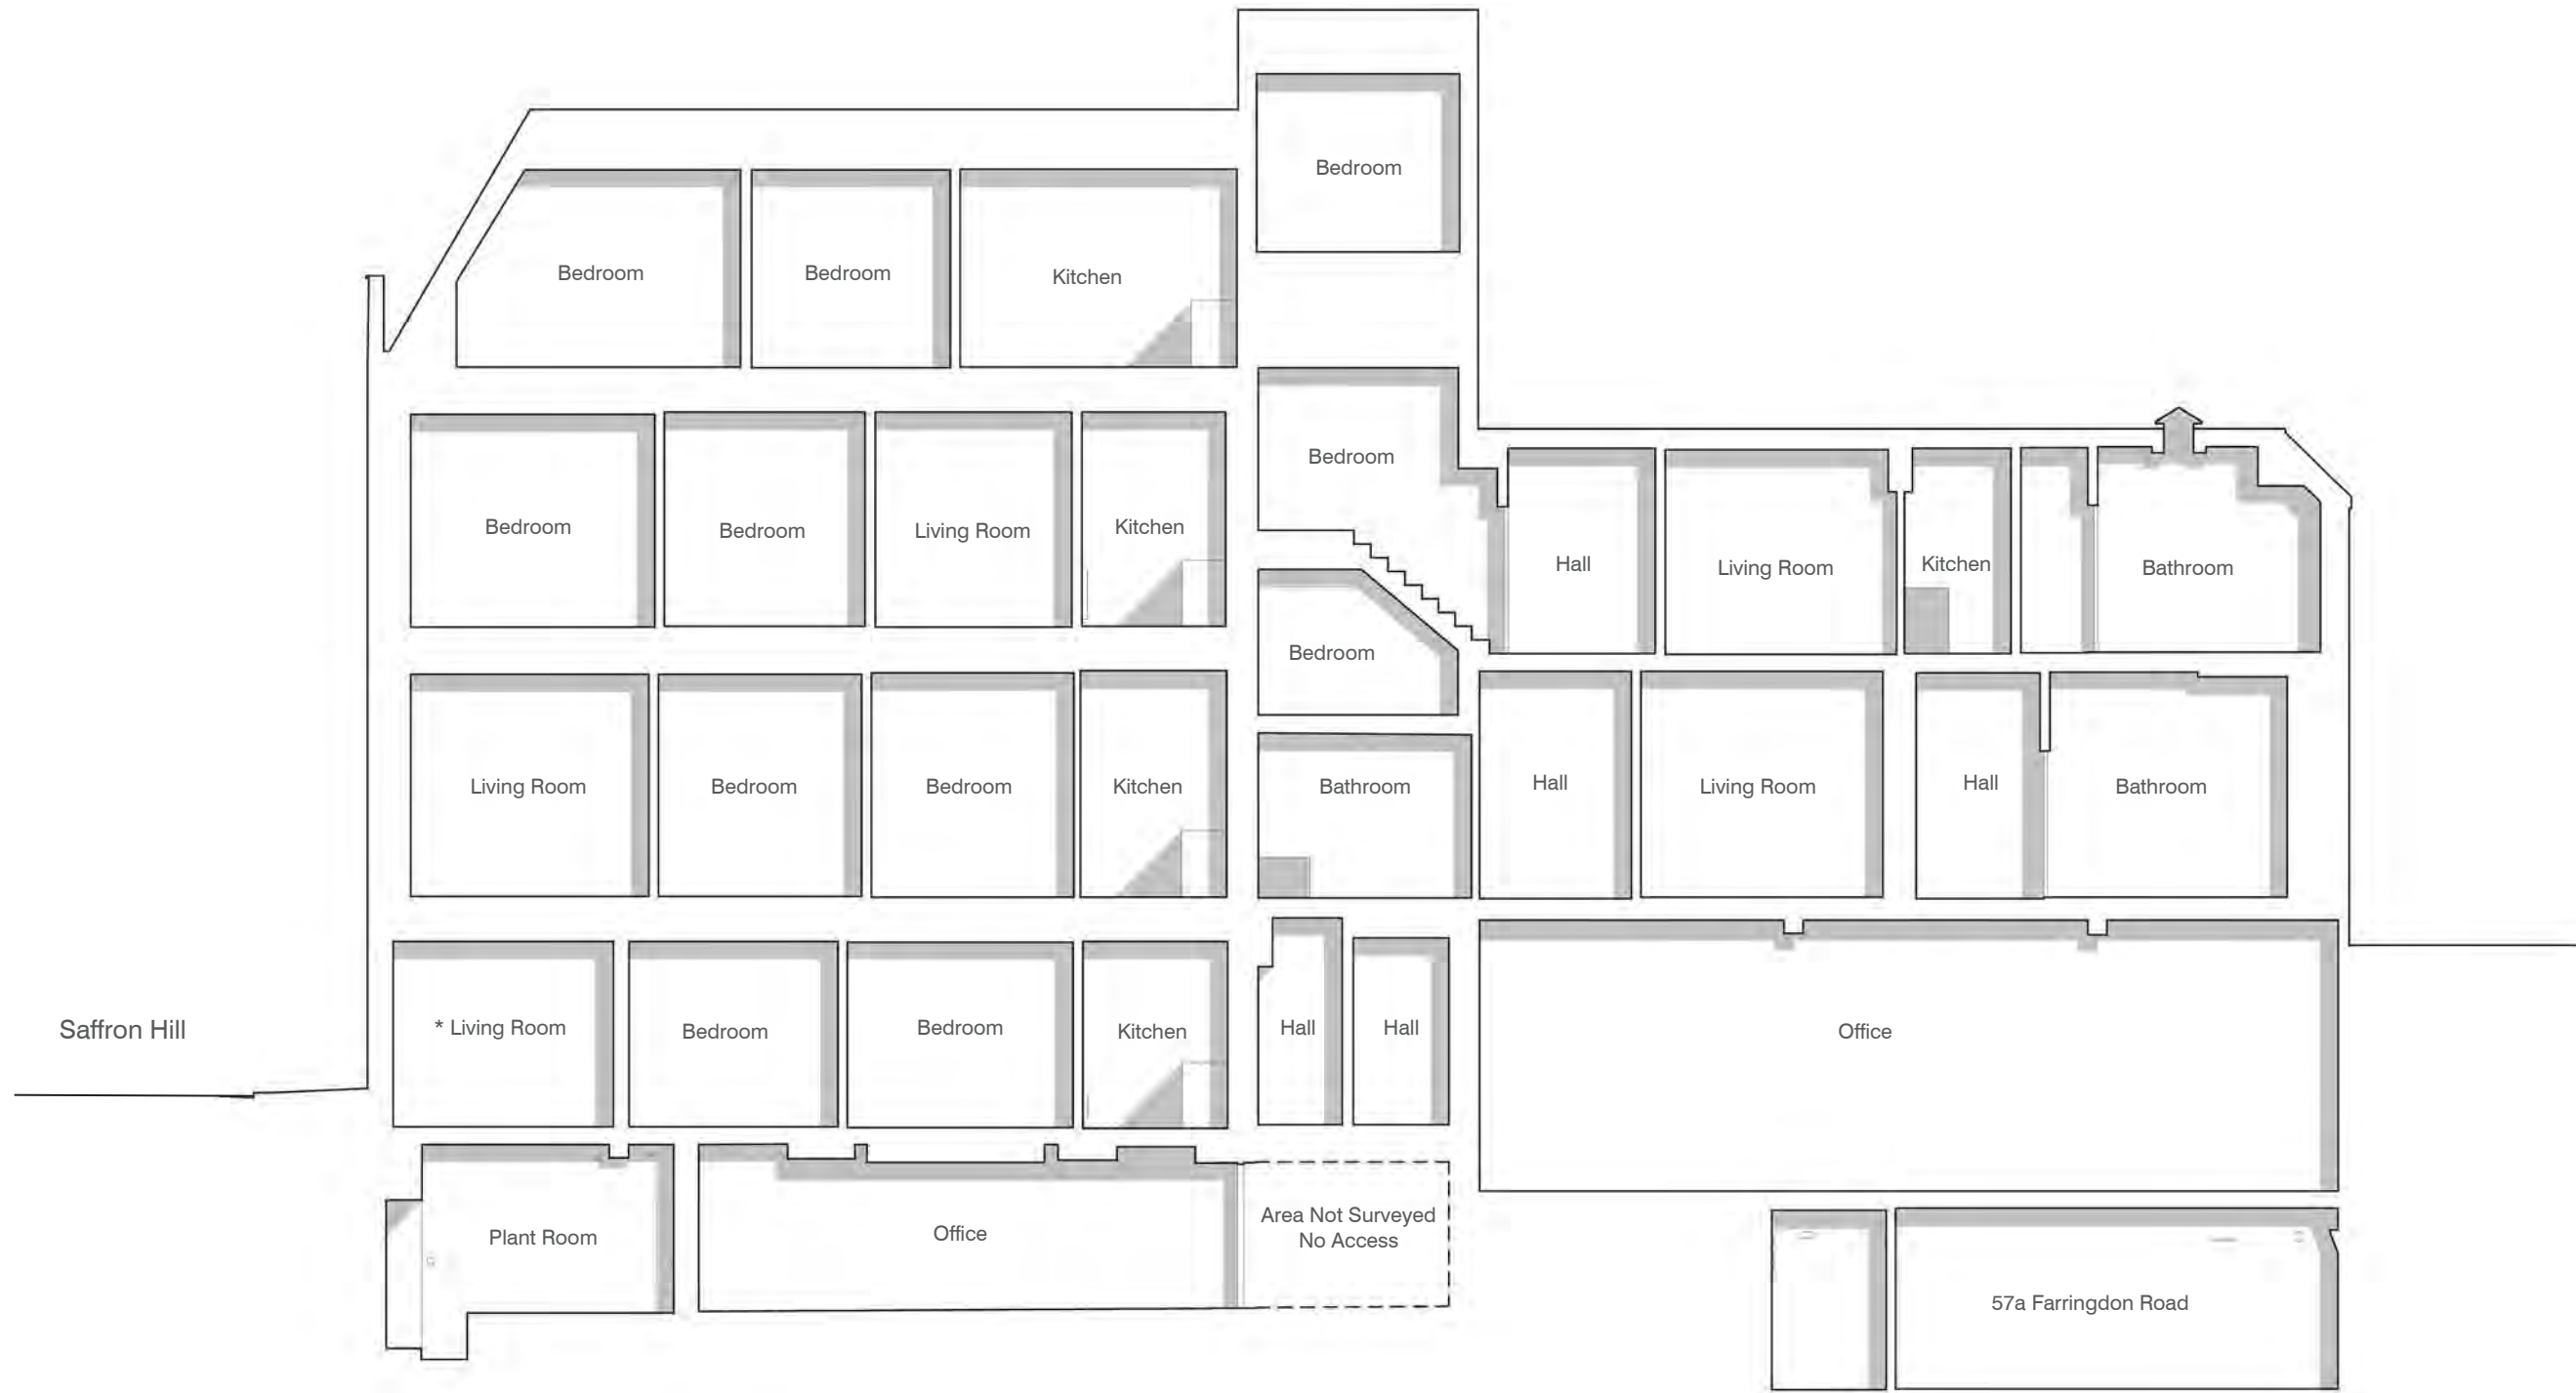 Bedroom
Bedroom
Bedroom
Kitchen
Bedroom
Bedroom
Bedroom
Living Room
Kitchen
Hall
Living Room
Kitchen
Bathroom
Bedroom
Living Room
Bedroom
Bedroom
Kitchen
Bathroom
Hall
Living Room
Hall
Bathroom
Saffron Hill
* Living Room
Bedroom
Bedroom
Kitchen
Hall
Hall
Office
Plant Room
Office
Area Not Surveyed
No Access
57a Farringdon Road